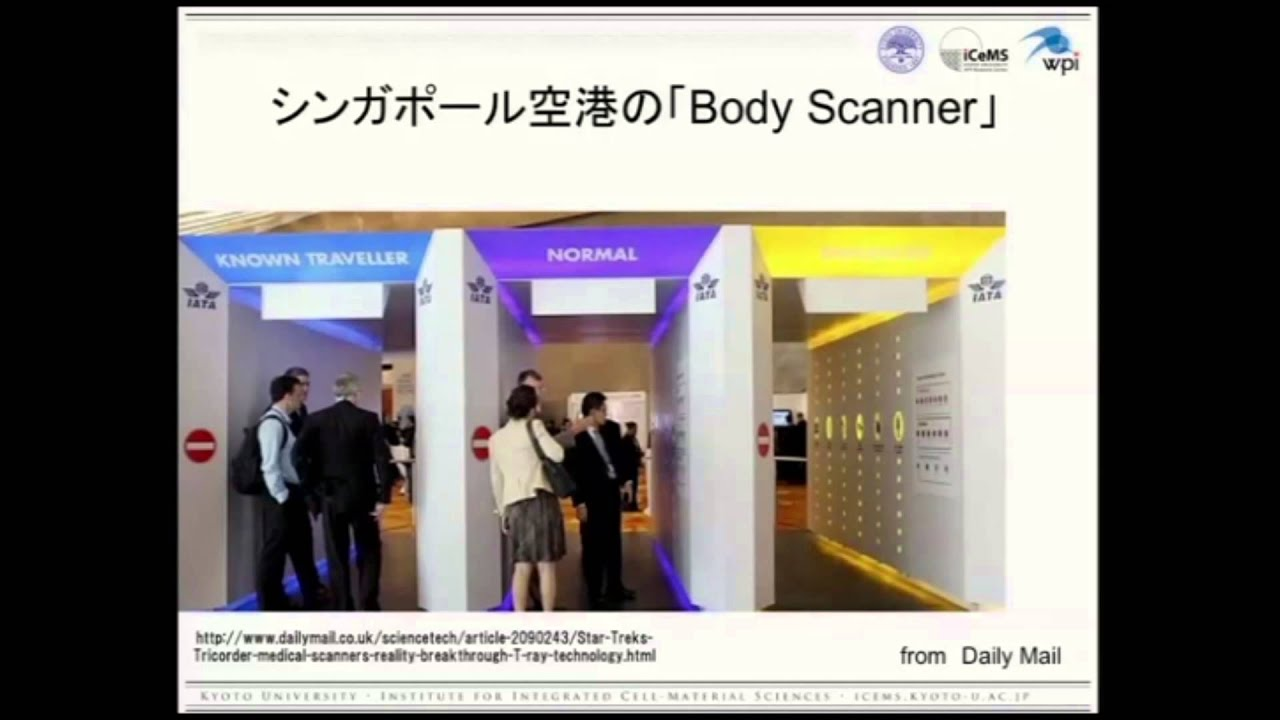 iCeMS
wpi
シンガポール空港の「Body Scanner」
KNOWN TRAVELLER
NORMAL
IATA
IATA
IATA
IATA
IATA
IATA
http://www.dailymail.co.uk/sciencetech/article-2090243/Star-Treks-
Tricorder-medical-scanners-reality-breakthrough-T-ray-technology.html
from Daily Mail
KYOTO UNIVERSITY · INSTITUTE FOR INTEGRATED CELL-MATERIAL SCIENCES · ICEMS.KYOTO-U.AC.JP